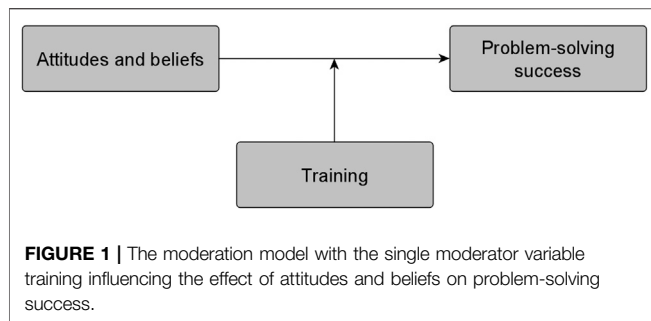 Attitudes and beliefs
Problem-solving
success
Training
FIGURE 1 | The moderation model with the single moderator variable
training influencing the effect of attitudes and beliefs on problem-solving
success.